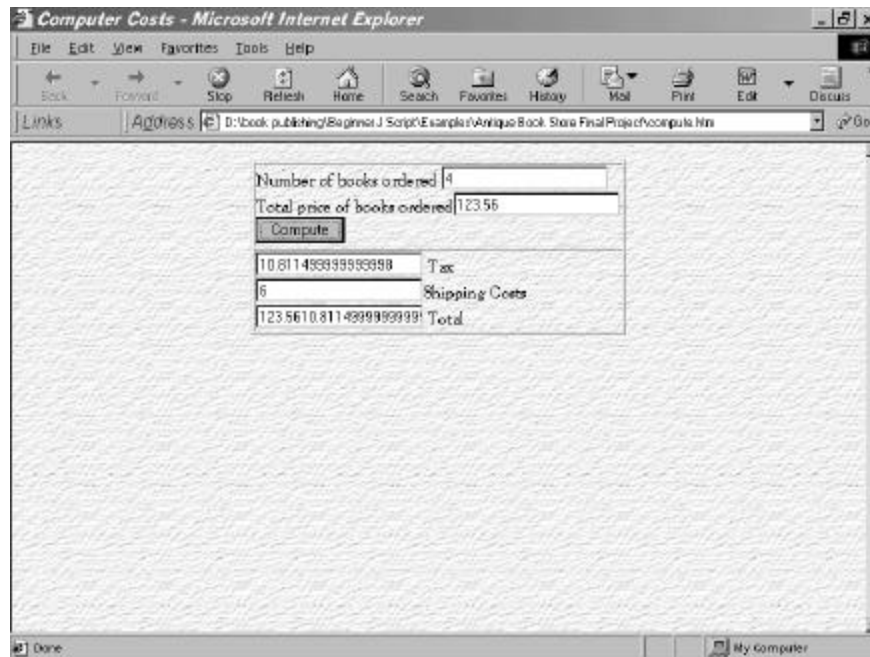 Computer Costs - Microsoft Internet Explorer
File Edit View Favorites Tools Help
Back Forward Stop Refresh Home Search Favorites History Mail Print Edit Discuss
Links Address D:\book publishing\Beginner J Script\Examples\Antique Book Store Final Project\compute.htm Go
Number of books ordered 4
Total price of books ordered 123.56
Compute
10.811499999999998 Tax
6 Shipping Costs
123.5610.8114999999999 Total
Done My Computer